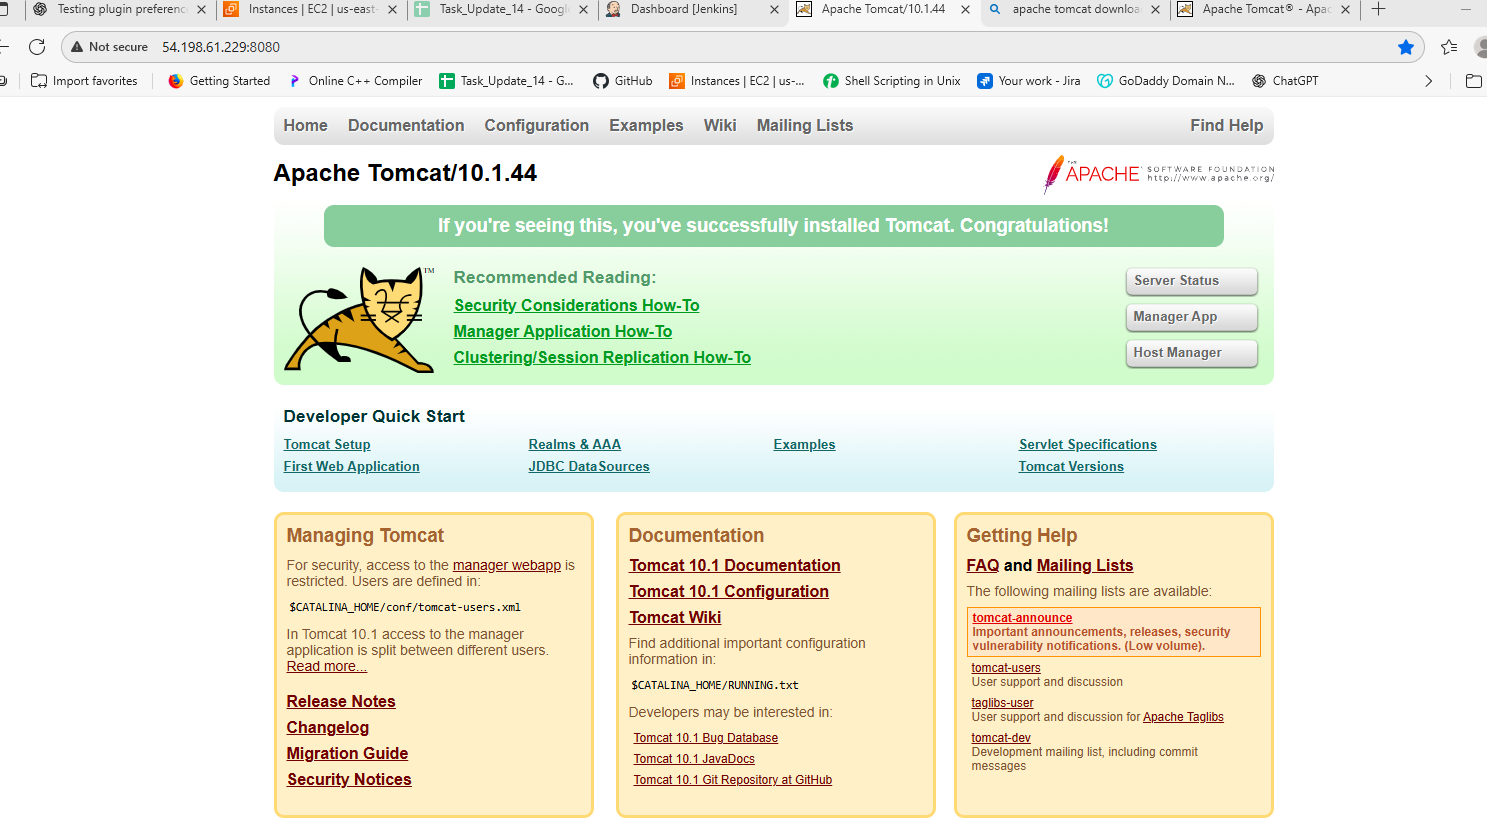 Testing plugin preferenc
Instances | EC2 | us-east-
Task_Update_14 - Google
Dashboard [Jenkins]
Apache Tomcat/10.1.44
apache tomcat downloa
Apache Tomcat® - Apac
Not secure 54.198.61.229:8080
Import favorites
Getting Started
Online C++ Compiler
Task_Update_14 - G...
GitHub
Instances | EC2 | us-...
Shell Scripting in Unix
Your work - Jira
GoDaddy Domain N...
ChatGPT
Home Documentation Configuration Examples Wiki Mailing Lists Find Help
Apache Tomcat/10.1.44
THE APACHE SOFTWARE FOUNDATION
http://www.apache.org/
If you're seeing this, you've successfully installed Tomcat. Congratulations!
TM
Recommended Reading:
Security Considerations How-To
Manager Application How-To
Clustering/Session Replication How-To
Server Status
Manager App
Host Manager
Developer Quick Start
Tomcat Setup
First Web Application
Realms & AAA
JDBC DataSources
Examples
Servlet Specifications
Tomcat Versions
Managing Tomcat
For security, access to the manager webapp is
restricted. Users are defined in:
$CATALINA_HOME/conf/tomcat-users.xml
In Tomcat 10.1 access to the manager
application is split between different users.
Read more...
Release Notes
Changelog
Migration Guide
Security Notices
Documentation
Tomcat 10.1 Documentation
Tomcat 10.1 Configuration
Tomcat Wiki
Find additional important configuration
information in:
$CATALINA_HOME/RUNNING.txt
Developers may be interested in:
Tomcat 10.1 Bug Database
Tomcat 10.1 JavaDocs
Tomcat 10.1 Git Repository at GitHub
Getting Help
FAQ and Mailing Lists
The following mailing lists are available:
tomcat-announce
Important announcements, releases, security
vulnerability notifications. (Low volume).
tomcat-users
User support and discussion
taglibs-user
User support and discussion for Apache Taglibs
tomcat-dev
Development mailing list, including commit
messages